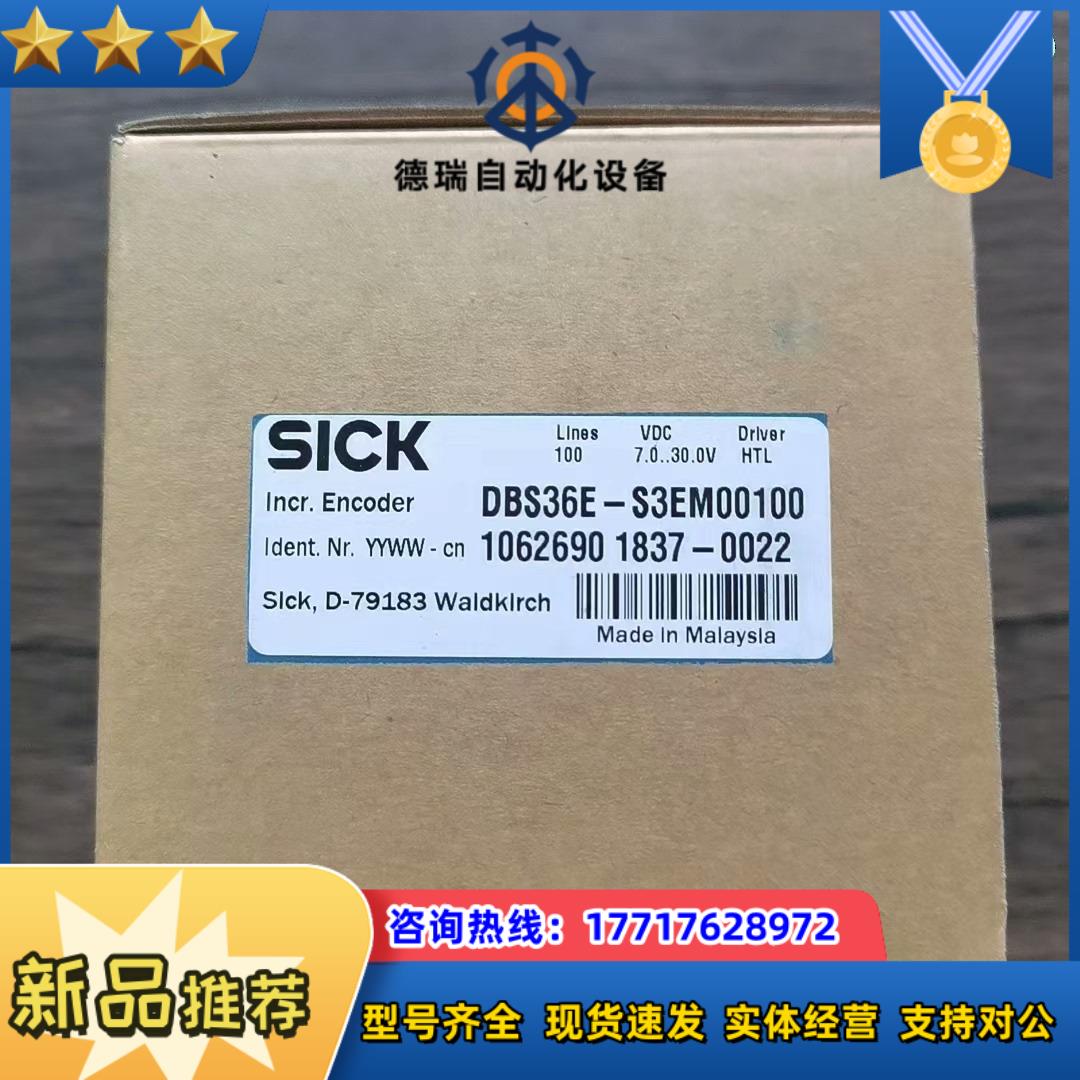 德瑞自动化设备
SICK
Lines VDC Driver
100 7.0..30.0V HTL
Incr. Encoder DBS36E-S3EM00100
Ident. Nr. YYWW-cn 1062690 1837-0022
Sick, D-79183 Waldkirch
Made in Malaysia
咨询热线：17717628972
新品推荐
型号齐全 现货速发 实体经营 支持对公